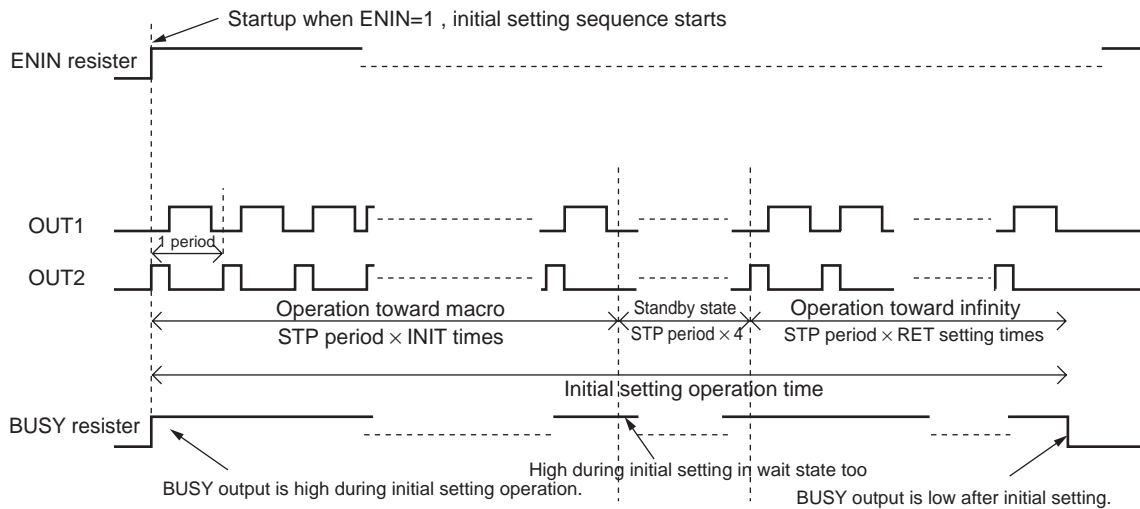 Startup when ENIN=1 , initial setting sequence starts
ENIN resister
OUT1
1 period
OUT2
Operation toward macro
STP period × INIT times
Standby state
STP period × 4
Operation toward infinity
STP period × RET setting times
Initial setting operation time
BUSY resister
High during initial setting in wait state too
BUSY output is high during initial setting operation.
BUSY output is low after initial setting.